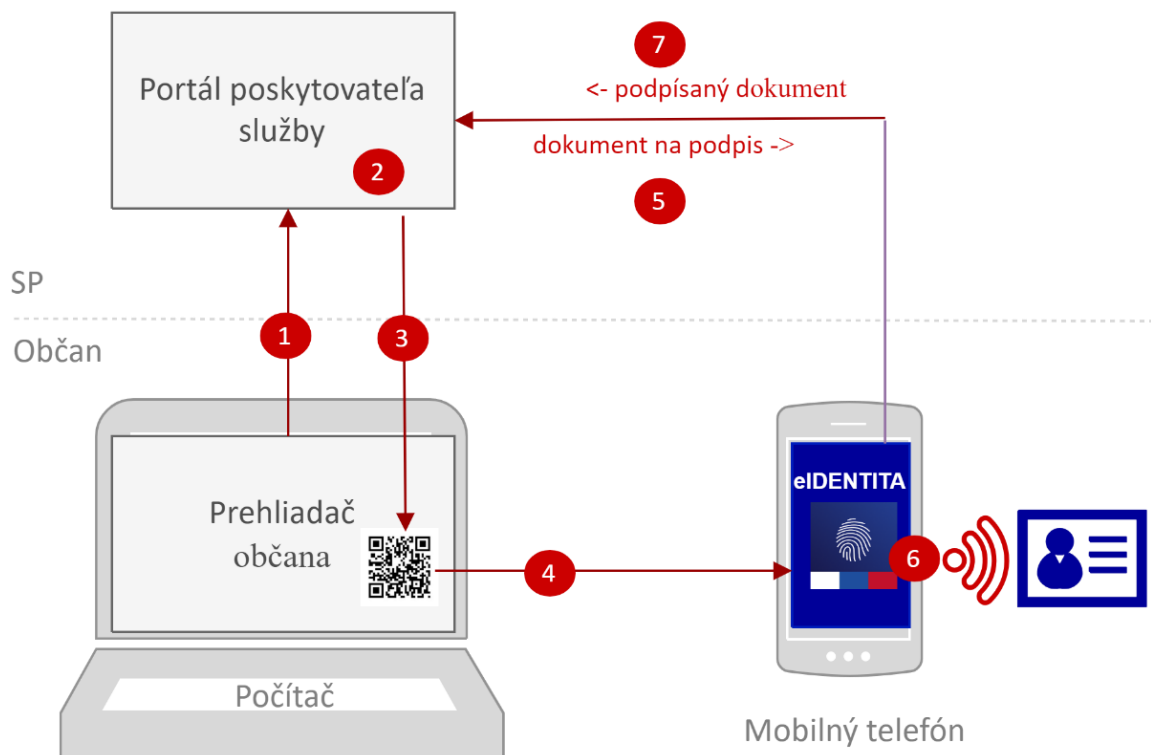 7
Portál poskytovateľa
služby
<- podpísaný dokument
dokument na podpis ->
2
5
SP
1
3
Občan
eIDENTITA
Prehliadač
občana
4
6
Počítač
Mobilný telefón